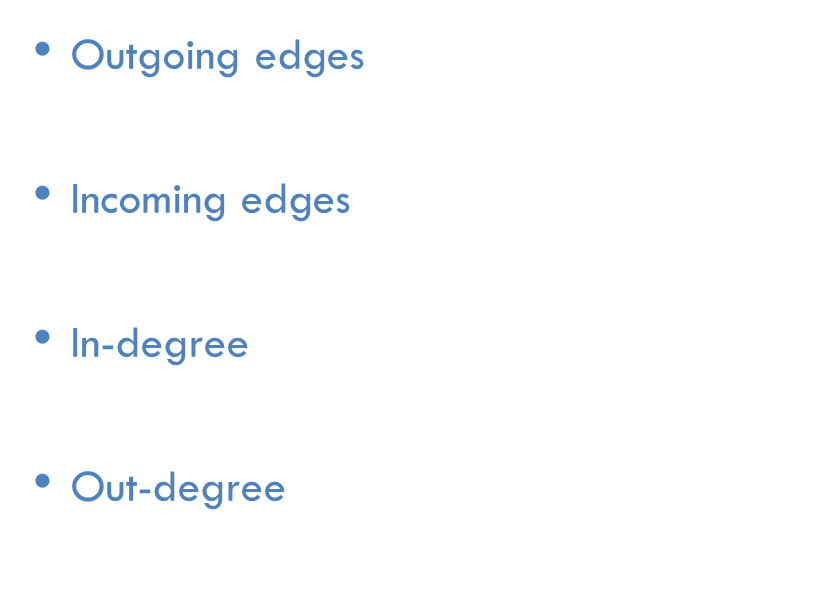 • Outgoing edges
• Incoming edges
• In-degree
• Out-degree